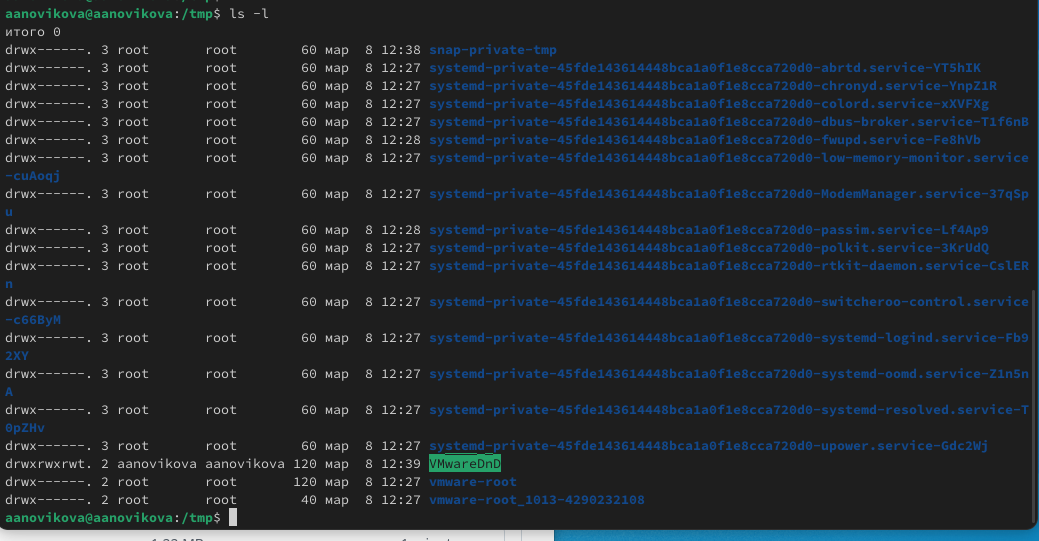 aanovikova@aanovikova:/tmp$ ls -l
итого 0
drwx------. 3 root       root        60 мар  8 12:38 snap-private-tmp
drwx------. 3 root       root        60 мар  8 12:27 systemd-private-45fde143614448bca1a0f1e8cca720d0-abrtd.service-YT5hIK
drwx------. 3 root       root        60 мар  8 12:27 systemd-private-45fde143614448bca1a0f1e8cca720d0-chronyd.service-YnpZ1R
drwx------. 3 root       root        60 мар  8 12:27 systemd-private-45fde143614448bca1a0f1e8cca720d0-colord.service-xXVFXg
drwx------. 3 root       root        60 мар  8 12:27 systemd-private-45fde143614448bca1a0f1e8cca720d0-dbus-broker.service-T1f6nB
drwx------. 3 root       root        60 мар  8 12:28 systemd-private-45fde143614448bca1a0f1e8cca720d0-fwupd.service-Fe8hVb
drwx------. 3 root       root        60 мар  8 12:27 systemd-private-45fde143614448bca1a0f1e8cca720d0-low-memory-monitor.service
-cuAoqj
drwx------. 3 root       root        60 мар  8 12:27 systemd-private-45fde143614448bca1a0f1e8cca720d0-ModemManager.service-37qSp
u
drwx------. 3 root       root        60 мар  8 12:28 systemd-private-45fde143614448bca1a0f1e8cca720d0-passim.service-Lf4Ap9
drwx------. 3 root       root        60 мар  8 12:27 systemd-private-45fde143614448bca1a0f1e8cca720d0-polkit.service-3KrUdQ
drwx------. 3 root       root        60 мар  8 12:27 systemd-private-45fde143614448bca1a0f1e8cca720d0-rtkit-daemon.service-CslER
n
drwx------. 3 root       root        60 мар  8 12:27 systemd-private-45fde143614448bca1a0f1e8cca720d0-switcheroo-control.service
-c66ByM
drwx------. 3 root       root        60 мар  8 12:27 systemd-private-45fde143614448bca1a0f1e8cca720d0-systemd-logind.service-Fb9
2XY
drwx------. 3 root       root        60 мар  8 12:27 systemd-private-45fde143614448bca1a0f1e8cca720d0-systemd-oomd.service-Z1n5n
A
drwx------. 3 root       root        60 мар  8 12:27 systemd-private-45fde143614448bca1a0f1e8cca720d0-systemd-resolved.service-T
0pZHv
drwx------. 3 root       root        60 мар  8 12:27 systemd-private-45fde143614448bca1a0f1e8cca720d0-upower.service-Gdc2Wj
drwxrwxrwt. 2 aanovikova aanovikova 120 мар  8 12:39 VMwareDnD
drwx------. 2 root       root       120 мар  8 12:27 vmware-root
drwx------. 2 root       root        40 мар  8 12:27 vmware-root_1013-4290232108
aanovikova@aanovikova:/tmp$